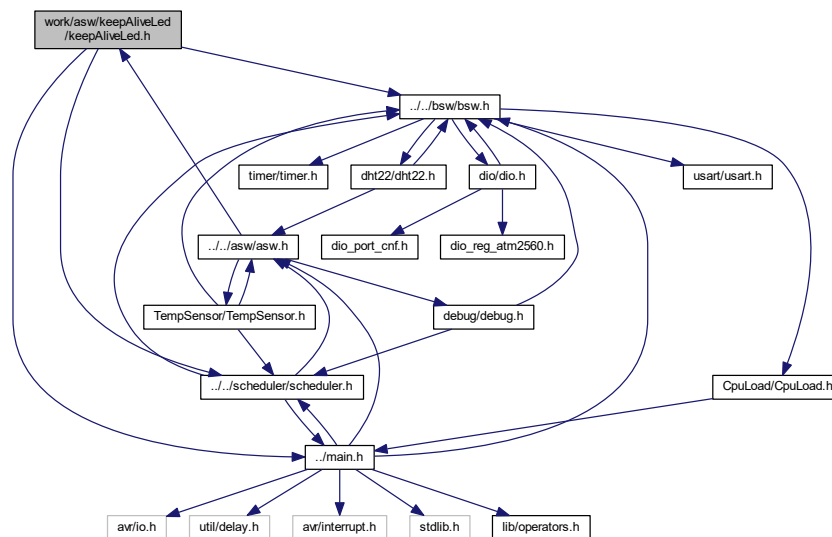 work/asw/keepAliveLed
/keepAliveLed.h
../../bsw/bsw.h
timer/timer.h
dht22/dht22.h
dio/dio.h
usart/usart.h
../../asw/asw.h
dio_port_cnf.h
dio_reg_atm2560.h
TempSensor/TempSensor.h
debug/debug.h
../../scheduler/scheduler.h
CpuLoad/CpuLoad.h
../main.h
avr/io.h
util/delay.h
avr/interrupt.h
stdlib.h
lib/operators.h